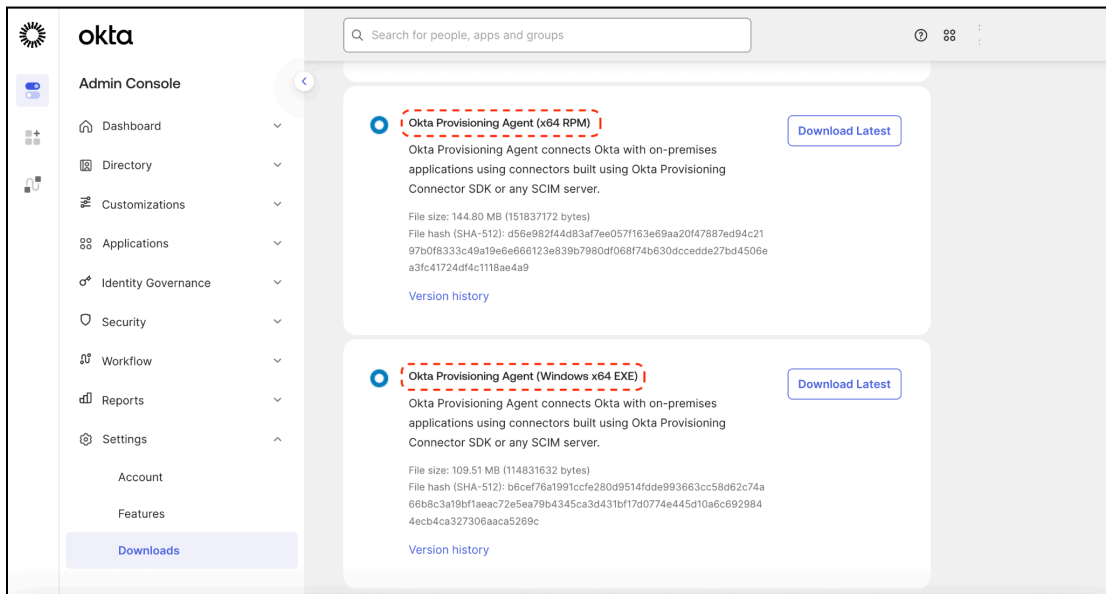 okta
Search for people, apps and groups
Admin Console
Dashboard
Directory
Customizations
Applications
Identity Governance
Security
Workflow
Reports
Settings
Account
Features
Downloads
Okta Provisioning Agent (x64 RPM)
Download Latest
Okta Provisioning Agent connects Okta with on-premises
applications using connectors built using Okta Provisioning
Connector SDK or any SCIM server.
File size: 144.80 MB (151837172 bytes)
File hash (SHA-512): d56e982f44d83af7ee057f163e69aa20f47887ed94c21
97b0f8333c49a19e6e666123e839b7980df068f74b630dccedde27bd4506e
a3fc41724df4c1118ae4a9
Version history
Okta Provisioning Agent (Windows x64 EXE)
Download Latest
Okta Provisioning Agent connects Okta with on-premises
applications using connectors built using Okta Provisioning
Connector SDK or any SCIM server.
File size: 109.51 MB (114831632 bytes)
File hash (SHA-512): b6cef76a1991ccfe280d9514fdde993663cc58d62c74a
66b8c3a19bf1aeac72e5ea79b4345ca3d431bf17d0774e445d10a6c692984
4ecb4ca327306aaca5269c
Version history